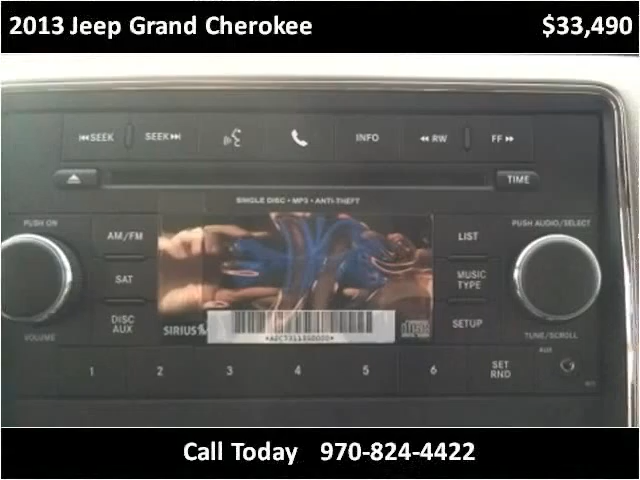 2013 Jeep Grand Cherokee $33,490
SEEK SEEK INFO RW FF
TIME
SINGLE DISC • MP3 • ANTI-THEFT
PUSH ON PUSH AUDIO/SELECT
AM/FM LIST
SAT MUSIC TYPE
DISC AUX SETUP
SIRIUS
VOLUME TUNE/SCROLL
AUX
1 2 3 4 5 6 SET RND
Call Today 970-824-4422